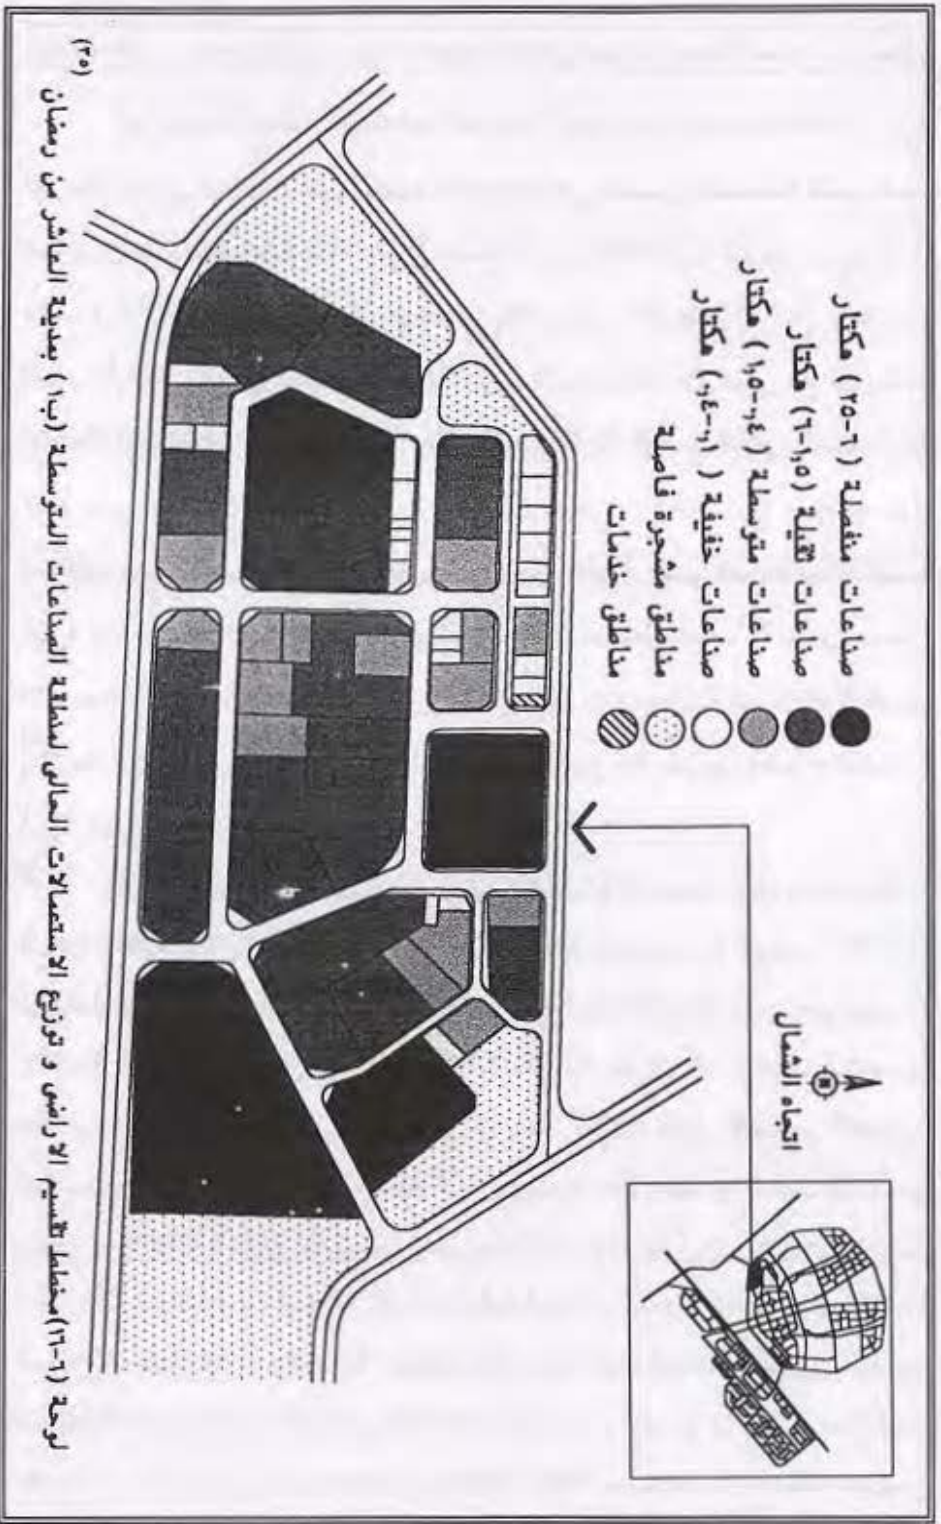 صناعات منفصلة (٦-٢٥) هكتار
صناعات ثقيلة (١,٥-٦) هكتار
صناعات متوسطة (٠,٤-١,٥) هكتار
صناعات خفيفة (٠,١-٠,٤) هكتار
مناطق مشجرة فاصلة
مناطق خدمات
اتجاه الشمال
لوحة (٦-١٦) مخطط تقسيم الاراضى و توزيع الاستعمالات الحالى لمنطقة الصناعات المتوسطة (ب١) بمدينة العاشر من رمضان (٣٥)